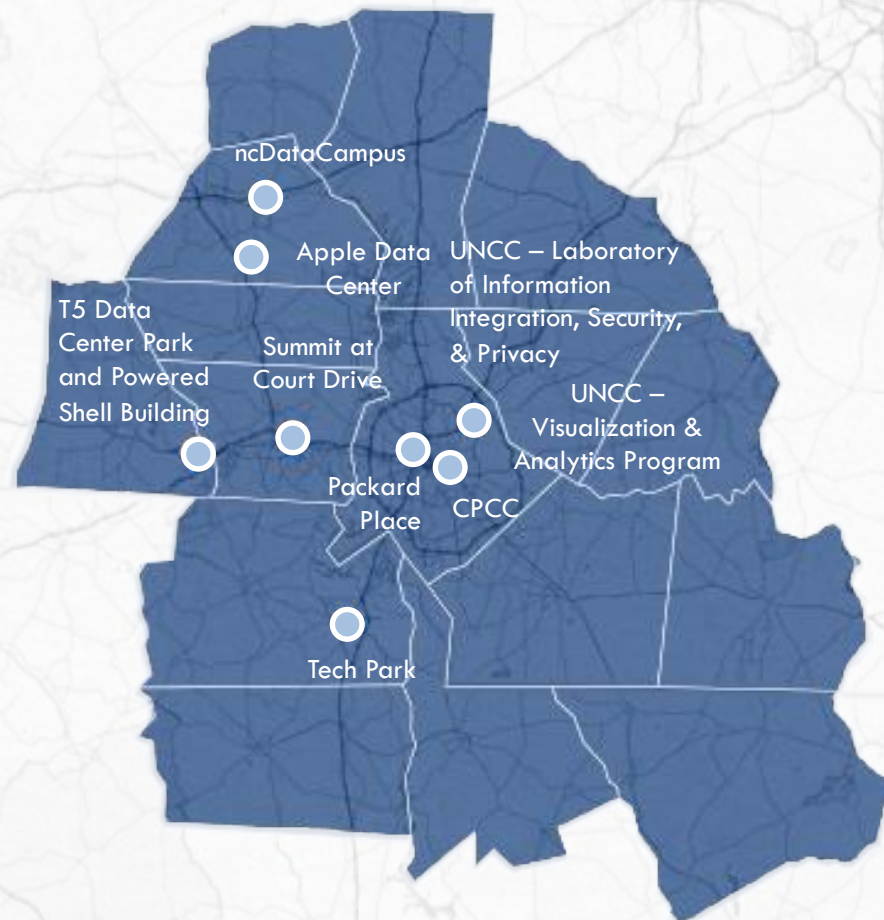 ncDataCampus
Apple Data
Center
UNCC – Laboratory
of Information
Integration, Security,
& Privacy
T5 Data
Center Park
and Powered
Shell Building
Summit at
Court Drive
UNCC –
Visualization &
Analytics Program
Packard
Place
CPCC
Tech Park